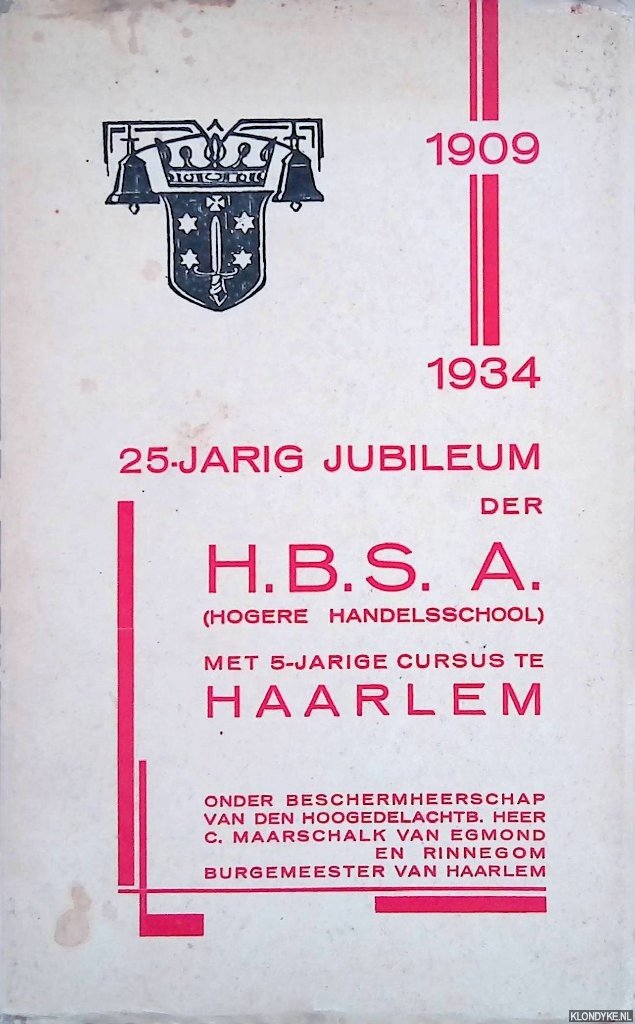 1909
1934
25-JARIG JUBILEUM
DER
H.B.S. A.
(HOGERE HANDELSSCHOOL)
MET 5-JARIGE CURSUS TE
HAARLEM
ONDER BESCHERMHEERSCHAP
VAN DEN HOOGEDELACHTB. HEER
C. MAARSCHALK VAN EGMOND
EN RINNEGOM
BURGEMEESTER VAN HAARLEM
KLONDYKE.NL